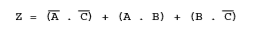 Z = (A̅ . C̅) + (A . B) + (B . C̅)